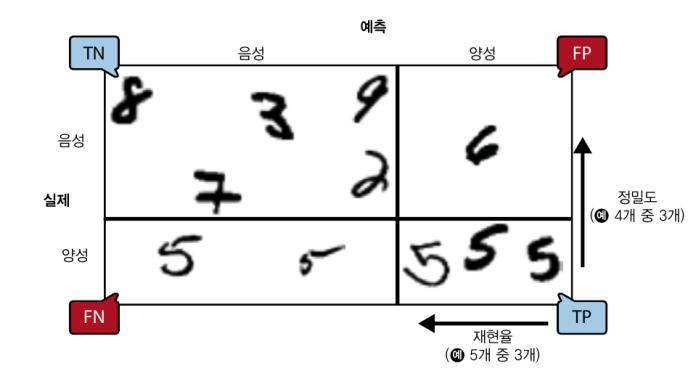 예측
TN
음성
양성
FP
8 3 9
음성
6
7 2
실제
정밀도
(예 4개 중 3개)
양성
5 5 5 5 5
FN
TP
재현율
(예 5개 중 3개)